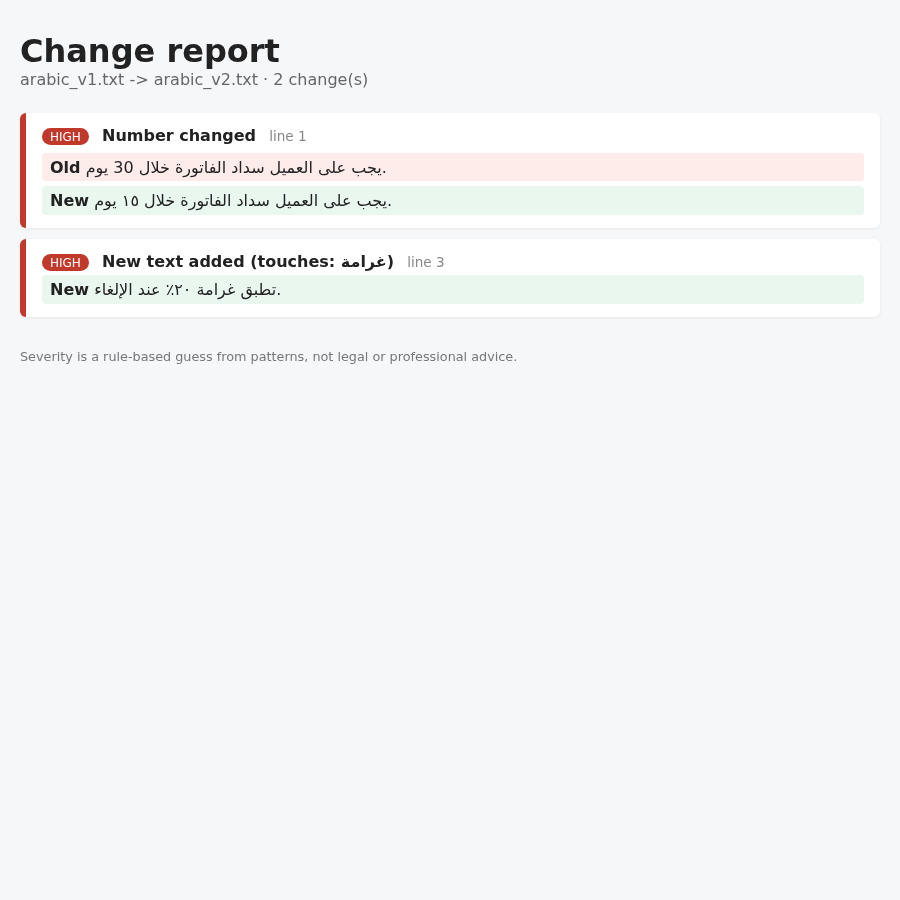 Change report
arabic_v1.txt -> arabic_v2.txt · 2 change(s)
HIGH Number changed line 1
Old يجب على العميل سداد الفاتورة خلال 30 يوم.
New يجب على العميل سداد الفاتورة خلال ١٥ يوم.
HIGH New text added (touches: غرامة) line 3
New تطبق غرامة ٢٠٪ عند الإلغاء.
Severity is a rule-based guess from patterns, not legal or professional advice.